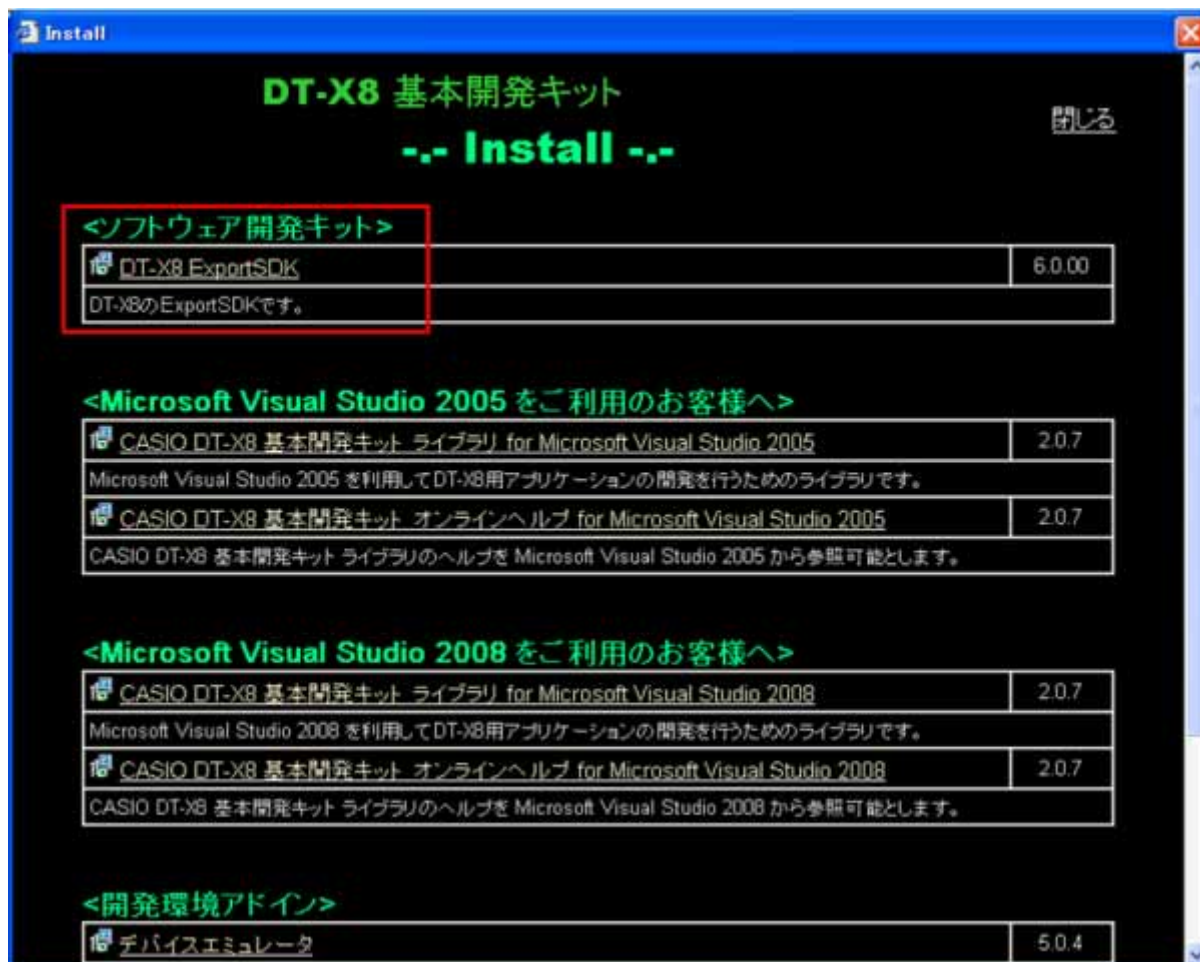 Install
DT-X8 基本開発キット
閉じる
-.- Install -.-
<ソフトウェア開発キット>
DT-X8 ExportSDK 6.0.00
DT-X8のExportSDKです。
<Microsoft Visual Studio 2005 をご利用のお客様へ>
CASIO DT-X8 基本開発キット ライブラリ for Microsoft Visual Studio 2005 2.0.7
Microsoft Visual Studio 2005 を利用してDT-X8用アプリケーションの開発を行うためのライブラリです。
CASIO DT-X8 基本開発キット オンラインヘルプ for Microsoft Visual Studio 2005 2.0.7
CASIO DT-X8 基本開発キット ライブラリのヘルプを Microsoft Visual Studio 2005 から参照可能とします。
<Microsoft Visual Studio 2008 をご利用のお客様へ>
CASIO DT-X8 基本開発キット ライブラリ for Microsoft Visual Studio 2008 2.0.7
Microsoft Visual Studio 2008 を利用してDT-X8用アプリケーションの開発を行うためのライブラリです。
CASIO DT-X8 基本開発キット オンラインヘルプ for Microsoft Visual Studio 2008 2.0.7
CASIO DT-X8 基本開発キット ライブラリのヘルプを Microsoft Visual Studio 2008 から参照可能とします。
<開発環境アドイン>
デバイスエミュレータ 5.0.4